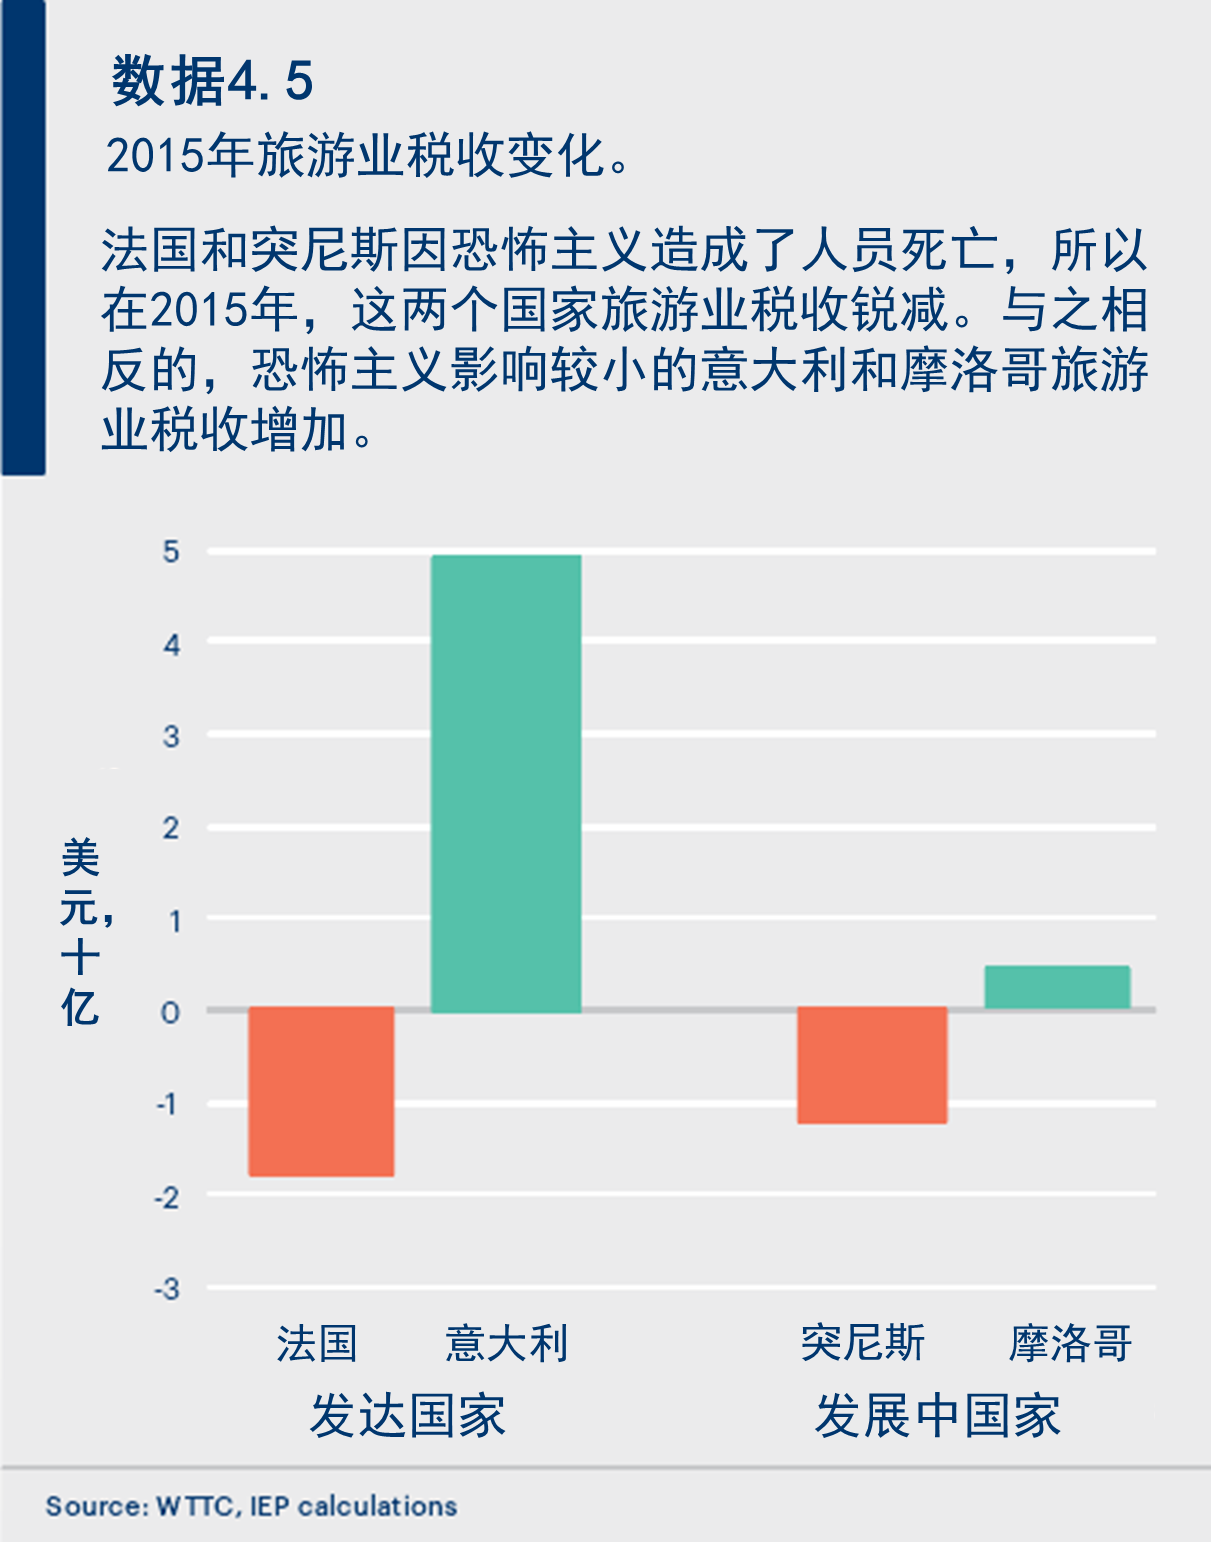 数据4.5
2015年旅游业税收变化。
法国和突尼斯因恐怖主义造成了人员死亡，所以
在2015年，这两个国家旅游业税收锐减。与之相
反的，恐怖主义影响较小的意大利和摩洛哥旅游
业税收增加。
5
4
3
2
1
0
-1
-2
-3
美
元，
十
亿
法国 意大利 突尼斯 摩洛哥
发达国家 发展中国家
Source: WTTC, IEP calculations